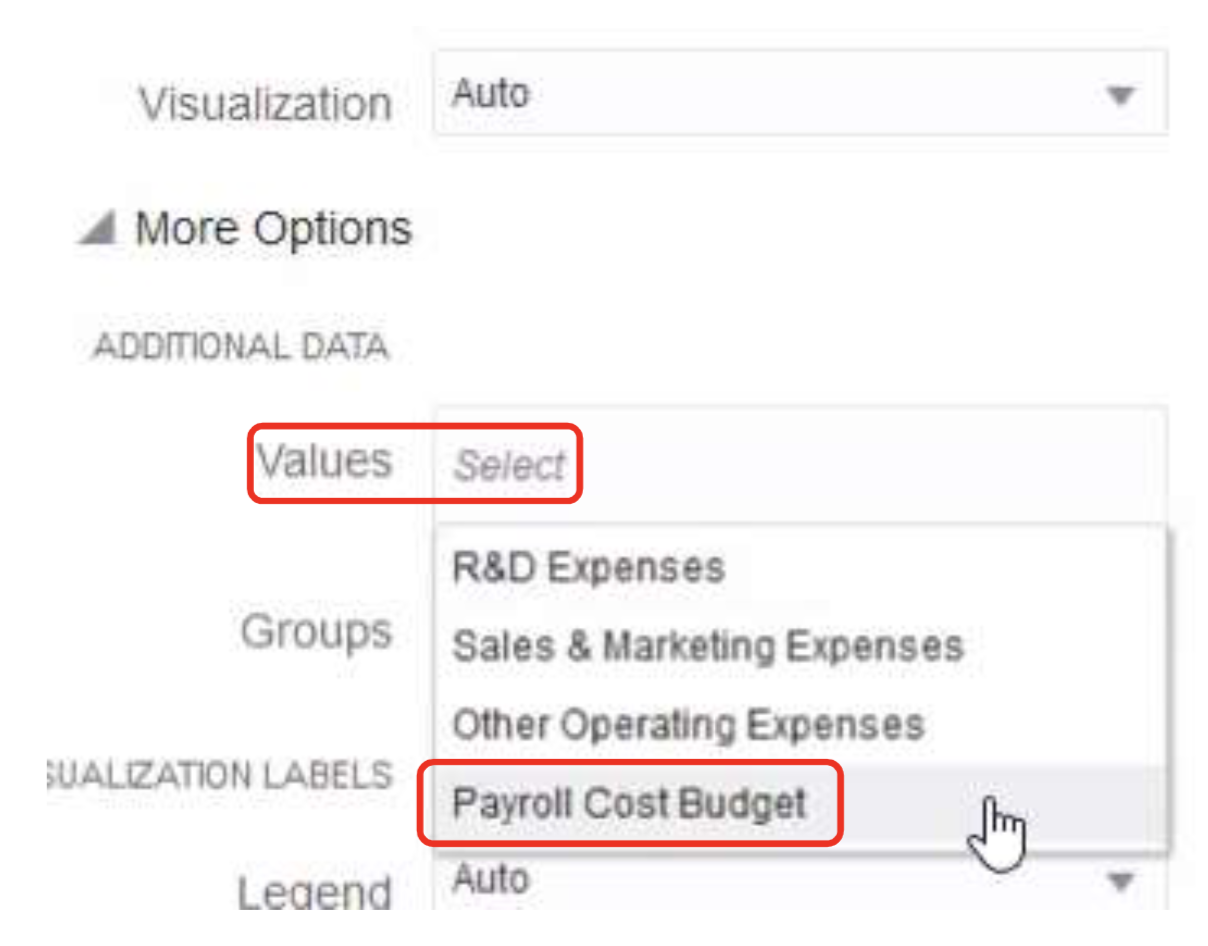 Visualization Auto
More Options
ADDITIONAL DATA
Values Select
R&D Expenses
Groups
Sales & Marketing Expenses
Other Operating Expenses
SUALIZATION LABELS
Payroll Cost Budget
Legend Auto